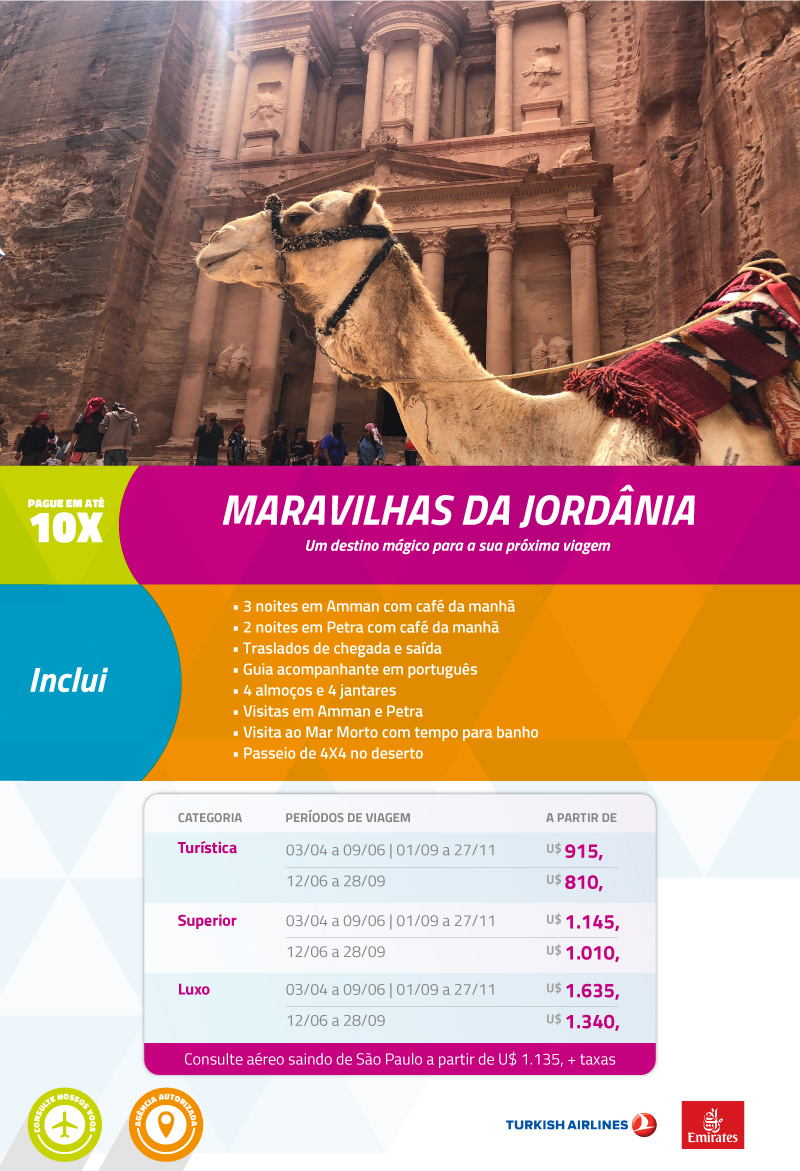 PAGUE EM ATÉ
10X
MARAVILHAS DA JORDÂNIA
Um destino mágico para a sua próxima viagem
Inclui
▪ 3 noites em Amman com café da manhã
▪ 2 noites em Petra com café da manhã
▪ Traslados de chegada e saída
▪ Guia acompanhante em português
▪ 4 almoços e 4 jantares
▪ Visitas em Amman e Petra
▪ Visita ao Mar Morto com tempo para banho
▪ Passeio de 4X4 no deserto
CATEGORIA PERÍODOS DE VIAGEM A PARTIR DE
Turística 03/04 a 09/06 | 01/09 a 27/11 U$ 915,
12/06 a 28/09 U$ 810,
Superior 03/04 a 09/06 | 01/09 a 27/11 U$ 1.145,
12/06 a 28/09 U$ 1.010,
Luxo 03/04 a 09/06 | 01/09 a 27/11 U$ 1.635,
12/06 a 28/09 U$ 1.340,
Consulte aéreo saindo de São Paulo a partir de U$ 1.135, + taxas
CONSULTE NOSSOS VOOS
AGÊNCIA AUTORIZADA
TURKISH AIRLINES
Emirates